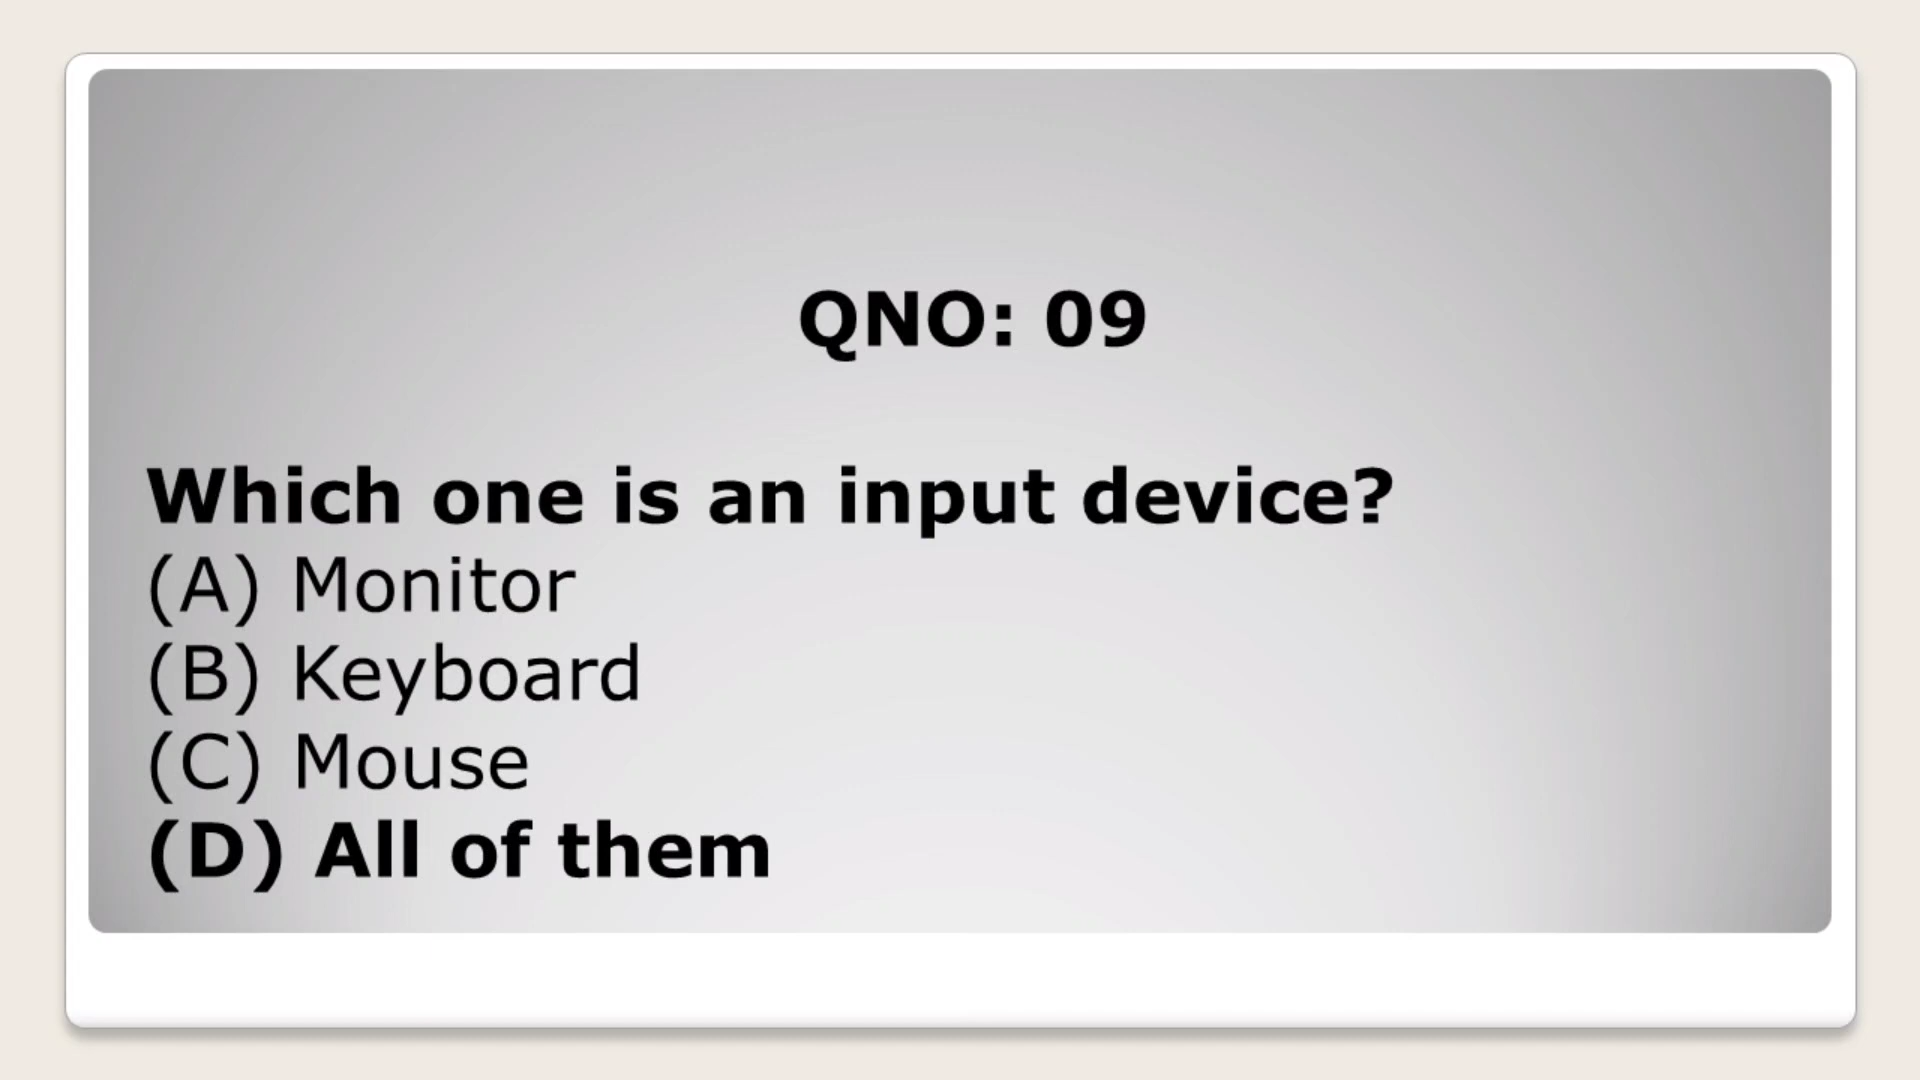 QNO: 09
Which one is an input device?
(A) Monitor
(B) Keyboard
(C) Mouse
(D) All of them